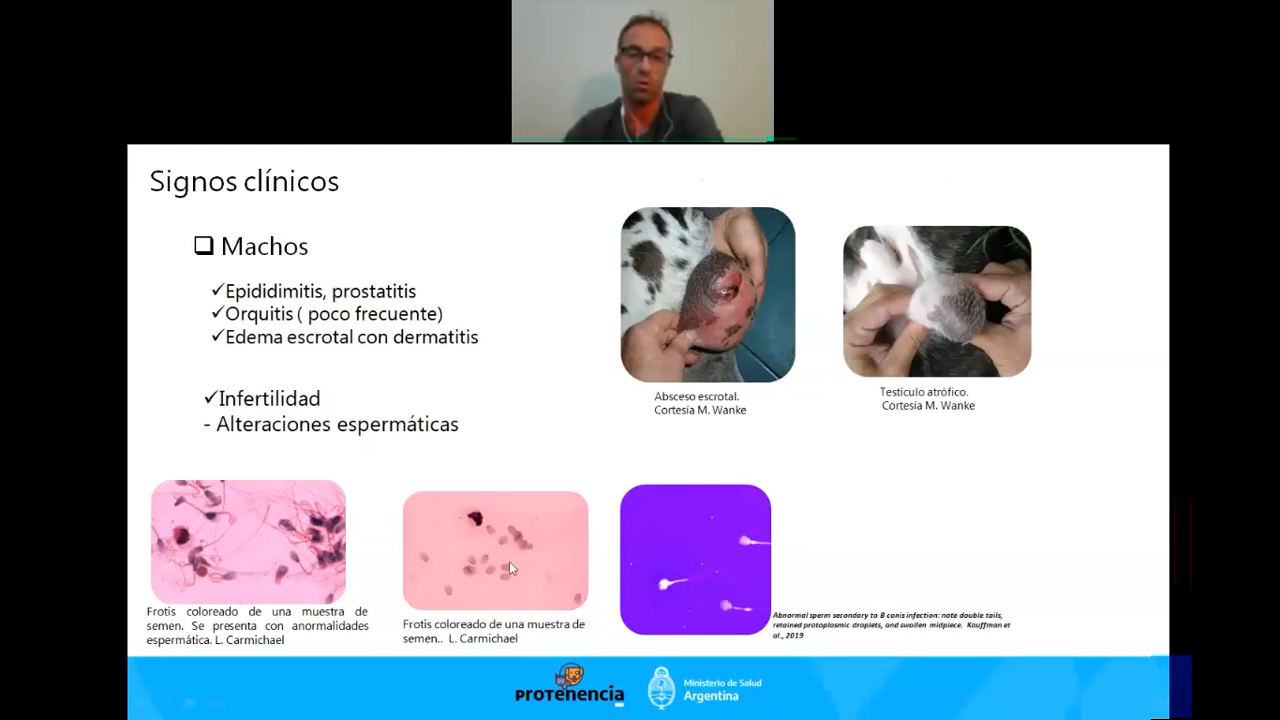 Signos clínicos
❑ Machos
✓Epididimitis, prostatitis
✓Orquitis ( poco frecuente)
✓Edema escrotal con dermatitis
✓Infertilidad
- Alteraciones espermáticas
Absceso escrotal.
Cortesía M. Wanke
Testículo atrófico.
Cortesía M. Wanke
Frotis coloreado de una muestra de
semen. Se presenta con anormalidades
espermática. L. Carmichael
Frotis coloreado de una muestra de
semen.. L. Carmichael
Abnormal sperm secondary to B canis infection: note double tails,
retained protoplasmic droplets, and swollen midpiece. Kauffman et
al., 2019
PROTENENCIA
Ministerio de Salud
Argentina